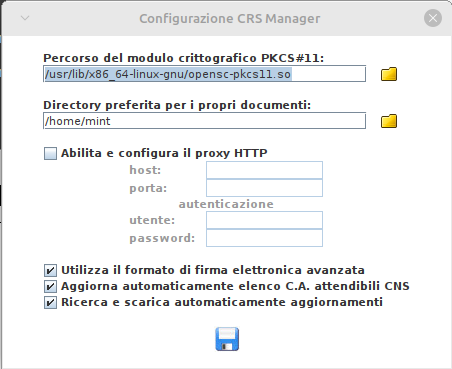 Configurazione CRS Manager
Percorso del modulo crittografico PKCS#11:
/usr/lib/x86_64-linux-gnu/opensc-pkcs11.so
Directory preferita per i propri documenti:
/home/mint
Abilita e configura il proxy HTTP
host:
porta:
autenticazione
utente:
password:
Utilizza il formato di firma elettronica avanzata
Aggiorna automaticamente elenco C.A. attendibili CNS
Ricerca e scarica automaticamente aggiornamenti